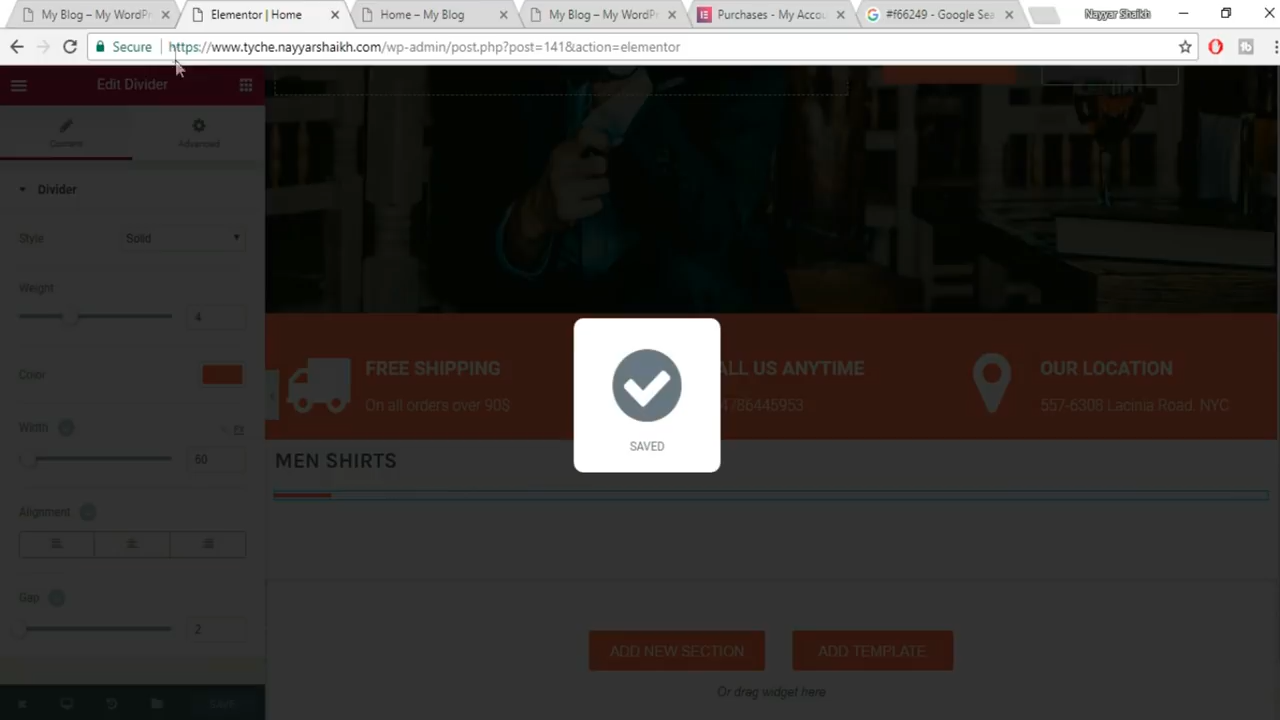 My Blog – My WordPr
Elementor | Home
Home – My Blog
My Blog – My WordPr
Purchases - My Accou
#f66249 - Google Sea
Nayyar Shaikh
Secure
https://www.tyche.nayyarshaikh.com/wp-admin/post.php?post=141&action=elementor
Edit Divider
Content
Advanced
Divider
Style
Solid
Weight
4
Color
Width
60
Alignment
Gap
2
SAVE
FREE SHIPPING
On all orders over 90$
ALL US ANYTIME
4786445953
OUR LOCATION
557-6308 Lacinia Road, NYC
SAVED
MEN SHIRTS
ADD NEW SECTION
ADD TEMPLATE
Or drag widget here